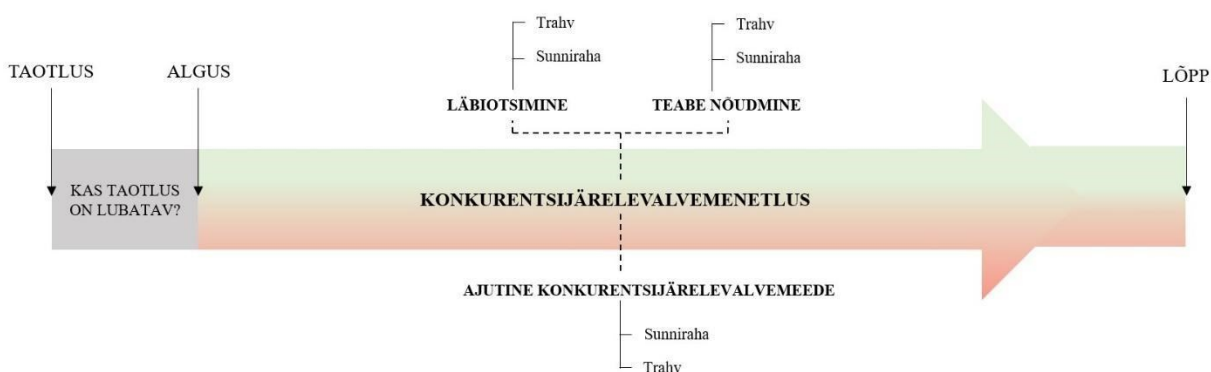 Trahv
Trahv
Sunniraha
Sunniraha
TAOTLUS
ALGUS
LÕPP
LÄBIOTSIMINE
TEABE NÕUDMINE
KAS TAOTLUS
ON LUBATAV?
KONKURENTSIJÄRELEVALVEMENETLUS
AJUTINE KONKURENTSIJÄRELEVALVEMEEDE
Sunniraha
Trahv